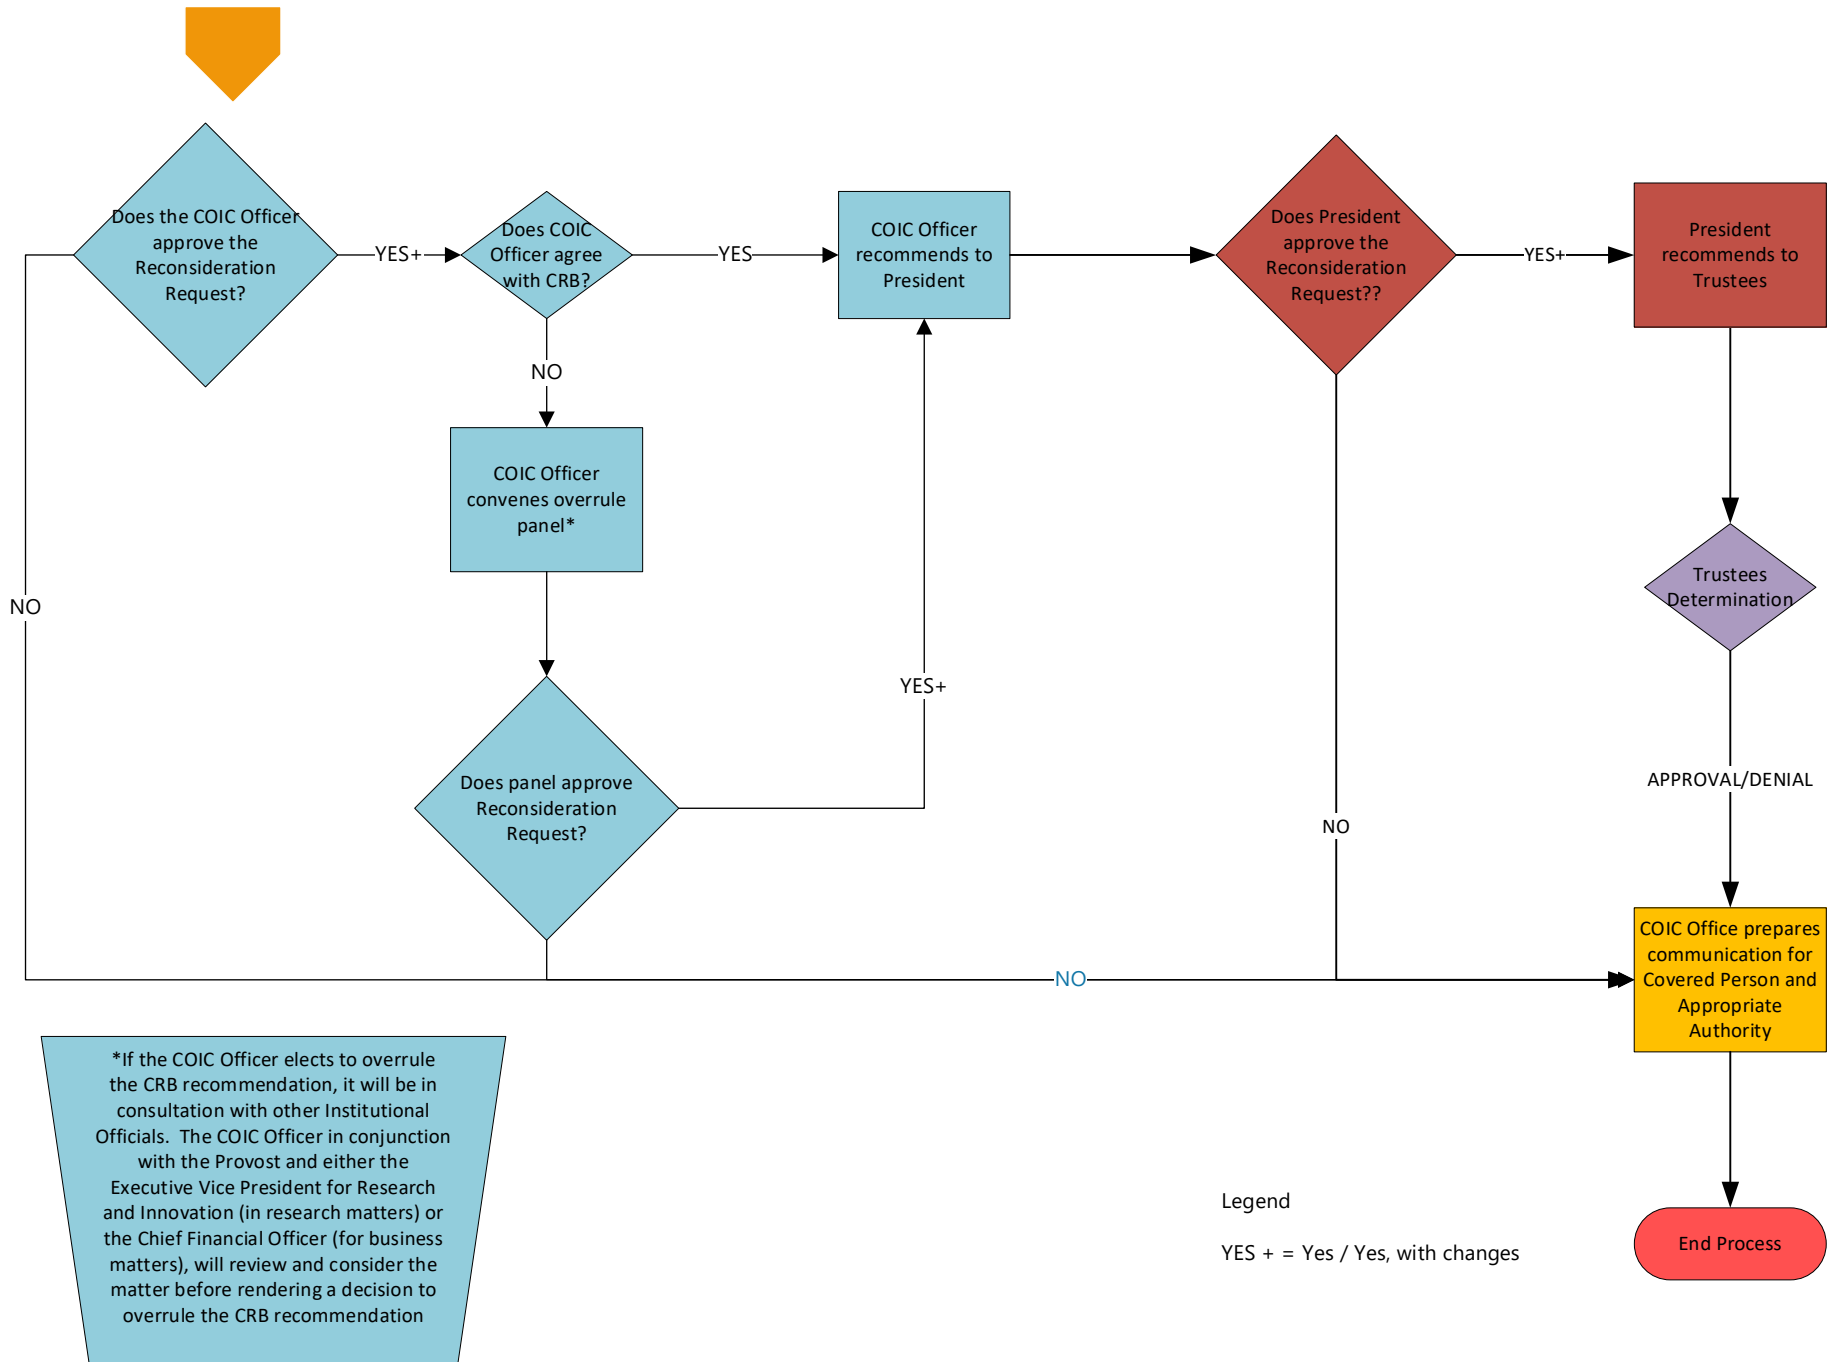 Does the COIC Officer
approve the
Reconsideration
Request?
YES+
Does COIC
Officer agree
with CRB?
YES
COIC Officer
recommends to
President
Does President
approve the
Reconsideration
Request??
YES+
President
recommends to
Trustees
NO
COIC Officer
convenes overrule
panel*
NO
Trustees
Determination
YES+
Does panel approve
Reconsideration
Request?
APPROVAL/DENIAL
NO
NO
COIC Office prepares
communication for
Covered Person and
Appropriate
Authority
*If the COIC Officer elects to overrule
the CRB recommendation, it will be in
consultation with other Institutional
Officials.  The COIC Officer in conjunction
with the Provost and either the
Executive Vice President for Research
and Innovation (in research matters) or
the Chief Financial Officer (for business
matters), will review and consider the
matter before rendering a decision to
overrule the CRB recommendation
Legend
YES + = Yes / Yes, with changes
End Process